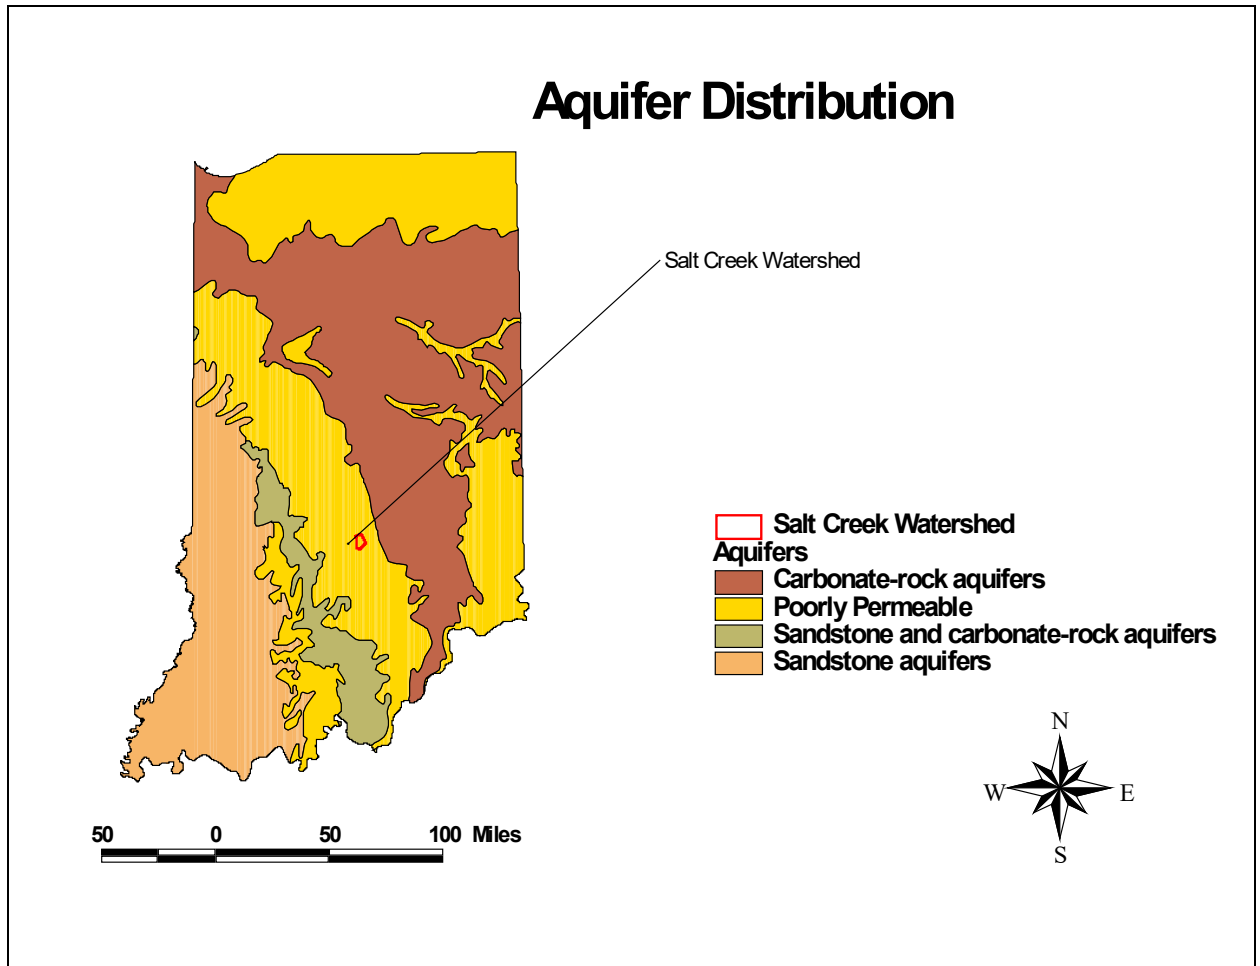 Aquifer Distribution
Salt Creek Watershed
Salt Creek Watershed
Aquifers
Carbonate-rock aquifers
Poorly Permeable
Sandstone and carbonate-rock aquifers
Sandstone aquifers
N
W E
S
50 0 50 100 Miles